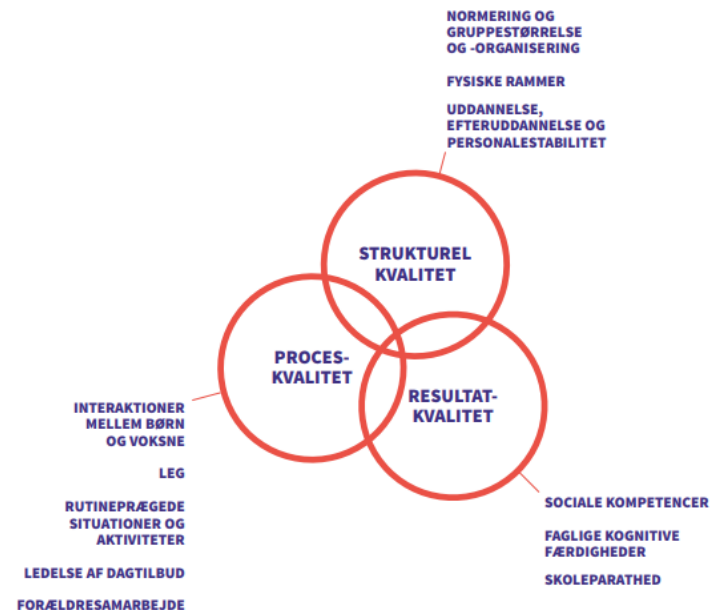 NORMERING OG
GRUPPESTØRRELSE
OG -ORGANISERING
FYSISKE RAMMER
UDDANNELSE,
EFTERUDDANNELSE OG
PERSONALESTABILITET
STRUKTUREL
KVALITET
PROCES-
KVALITET
RESULTAT-
KVALITET
INTERAKTIONER
MELLEM BØRN
OG VOKSNE
LEG
RUTINEPRÆGEDE
SITUATIONER OG
AKTIVITETER
LEDELSE AF DAGTILBUD
FORÆLDRESAMARBEJDE
SOCIALE KOMPETENCER
FAGLIGE KOGNITIVE
FÆRDIGHEDER
SKOLEPARATHED